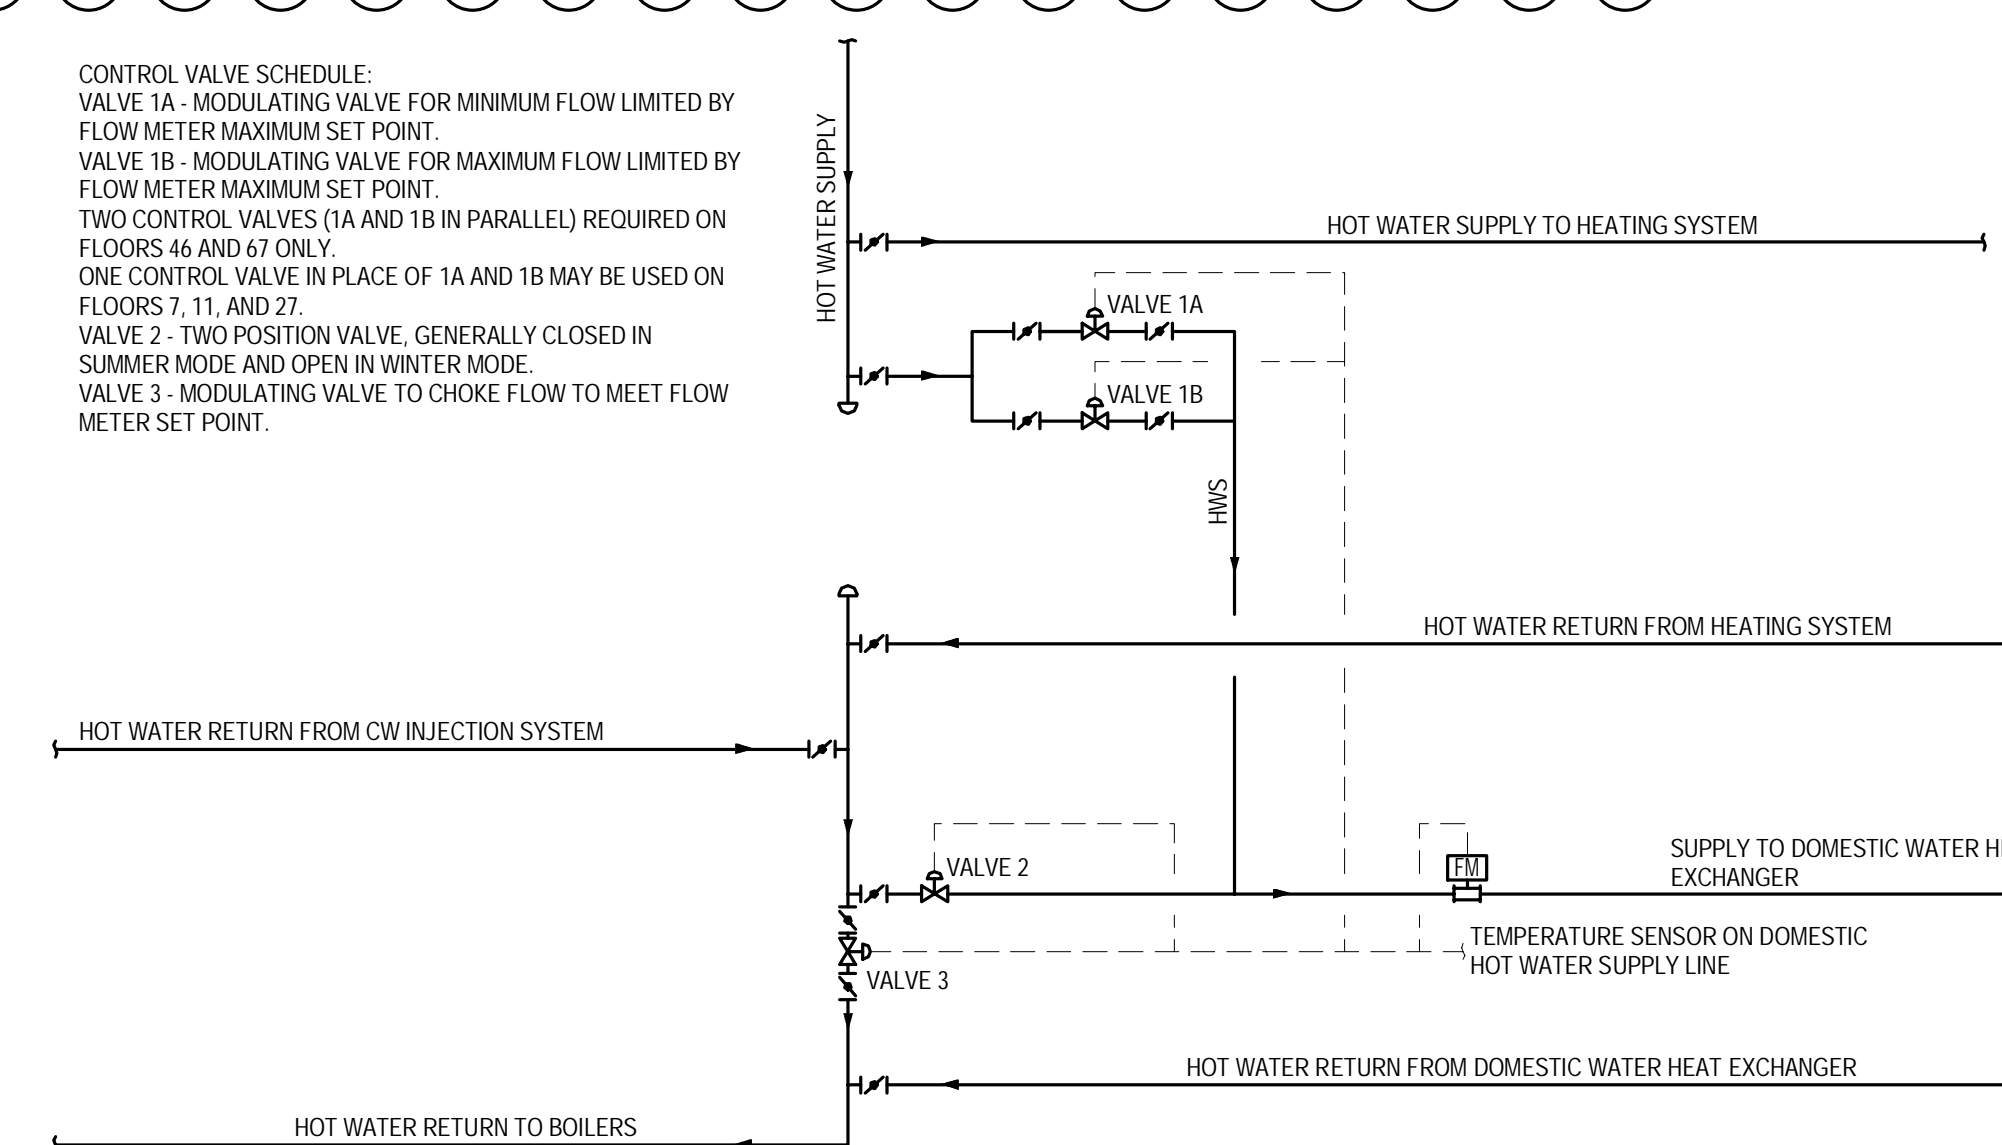 CONTROL VALVE SCHEDULE:
VALVE 1A - MODULATING VALVE FOR MINIMUM FLOW LIMITED BY
FLOW METER MAXIMUM SET POINT.
VALVE 1B - MODULATING VALVE FOR MAXIMUM FLOW LIMITED BY
FLOW METER MAXIMUM SET POINT.
TWO CONTROL VALVES (1A AND 1B IN PARALLEL) REQUIRED ON
FLOORS 46 AND 67 ONLY.
ONE CONTROL VALVE IN PLACE OF 1A AND 1B MAY BE USED ON
FLOORS 7, 11, AND 27.
VALVE 2 - TWO POSITION VALVE, GENERALLY CLOSED IN
SUMMER MODE AND OPEN IN WINTER MODE.
VALVE 3 - MODULATING VALVE TO CHOKE FLOW TO MEET FLOW
METER SET POINT.
HOT WATER SUPPLY
HOT WATER SUPPLY TO HEATING SYSTEM
VALVE 1A
VALVE 1B
HWS
HOT WATER RETURN FROM HEATING SYSTEM
HOT WATER RETURN FROM CW INJECTION SYSTEM
VALVE 2
FM
SUPPLY TO DOMESTIC WATER
EXCHANGER
TEMPERATURE SENSOR ON DOMESTIC
HOT WATER SUPPLY LINE
VALVE 3
HOT WATER RETURN FROM DOMESTIC WATER HEAT EXCHANGER
HOT WATER RETURN TO BOILERS